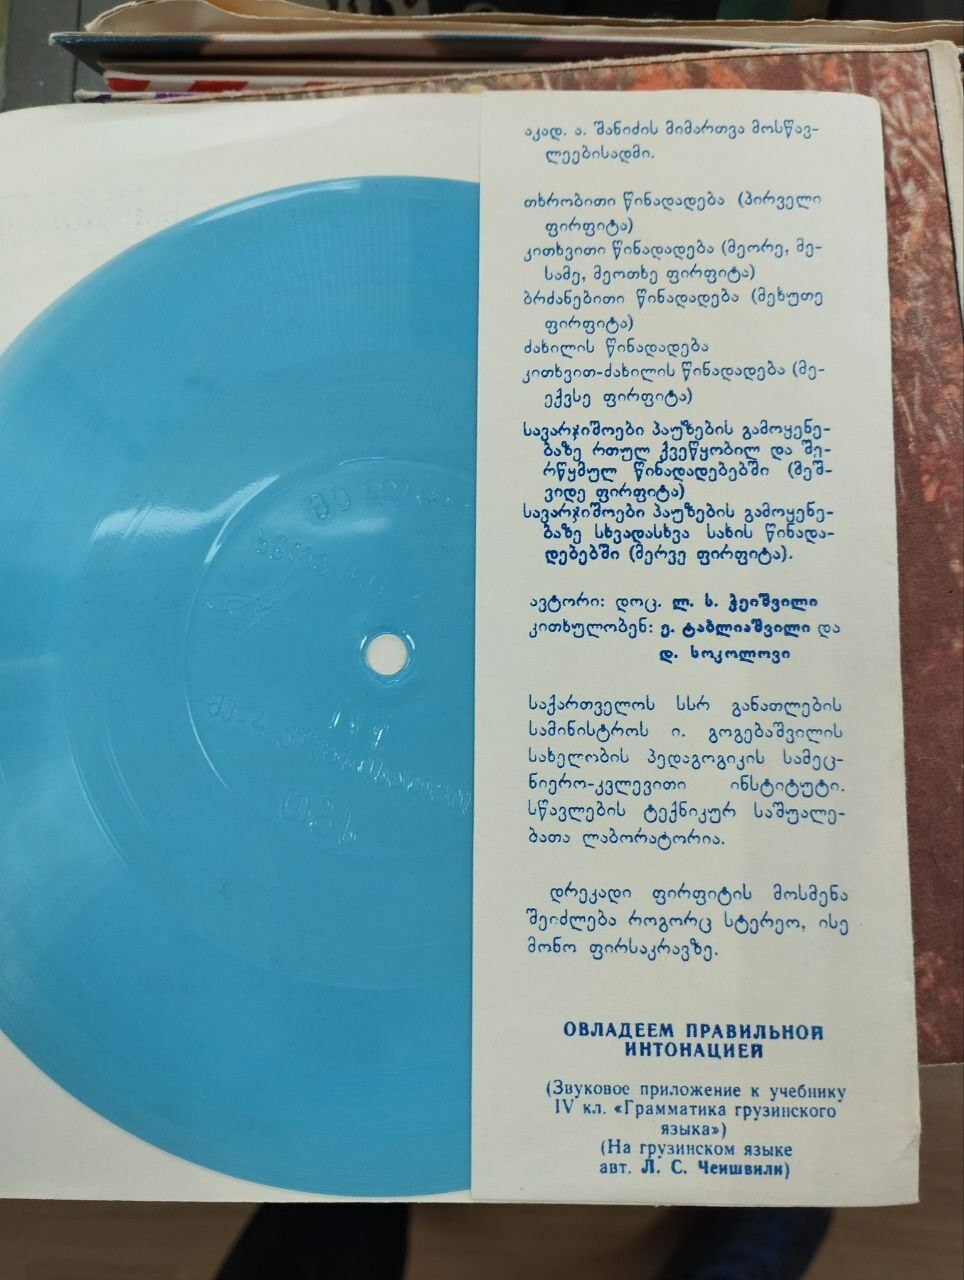 აკად. ა. შანიძის მიმართვა მოსწავ-
ლეებისადმი.
თხრობითი წინადადება (პირველი
ფირფიტა)
კითხვითი წინადადება (მეორე, მე-
სამე, მეოთხე ფირფიტა)
ბრძანებითი წინადადება (მეხუთე
ფირფიტა)
ძახილის წინადადება
კითხვით-ძახილის წინადადება (მე-
ექვსე ფირფიტა)
სავარჯიშოები პაუზების გამოყენე-
ბაზე რთულ ქვეწყობილ და შე-
რწყმულ წინადადებებში (მეშ-
ვიდე ფირფიტა)
სავარჯიშოები პაუზების გამოყენე-
ბაზე სხვადასხვა სახის წინადა-
დებებში (მერვე ფირფიტა).
ავტორი: დოც. ლ. ს. ჭეიშვილი
კითხულობენ: ე. ტაბლიაშვილი და
დ. სოკოლოვი
საქართველოს სსრ განათლების
სამინისტროს ი. გოგებაშვილის
სახელობის პედაგოგიკის სამეც-
ნიერო-კვლევითი ინსტიტუტი.
სწავლების ტექნიკურ საშუალე-
ბათა ლაბორატორია.
დრეკადი ფირფიტის მოსმენა
შეიძლება როგორც სტერეო, ისე
მონო ფირსაკრავზე.
ОВЛАДЕЕМ ПРАВИЛЬНОЙ
ИНТОНАЦИЕЙ
(Звуковое приложение к учебнику
IV кл. «Грамматика грузинского
языка»)
(На грузинском языке
авт. Л. С. Чеишвили)